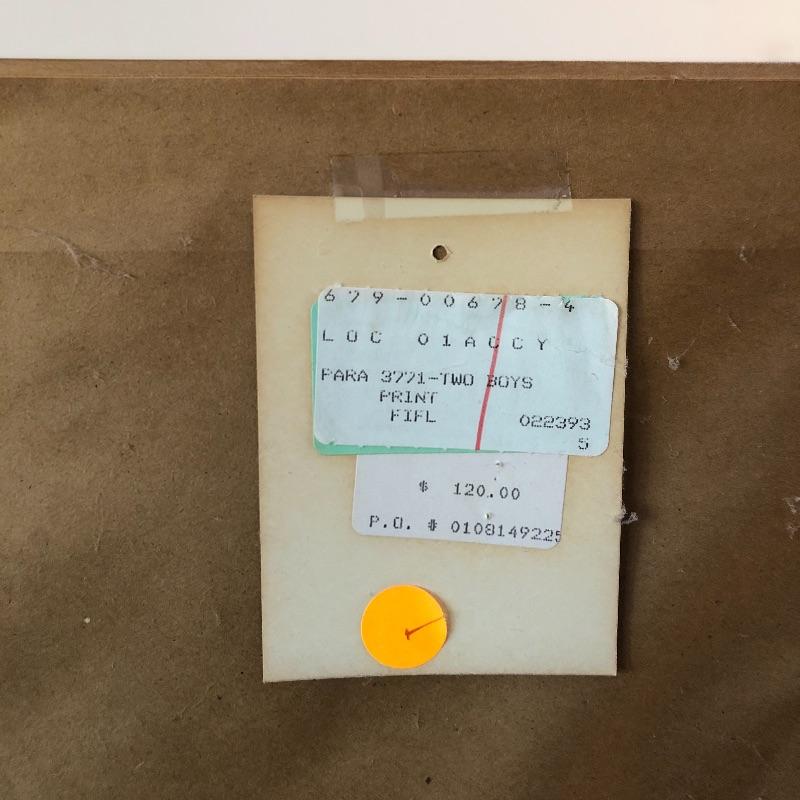 679-00678-4
LOC 01ACCY
PARA 3771-TWO BOYS
PRINT
FIFL 022393
5
$ 120.00
P.O. # 0108149225